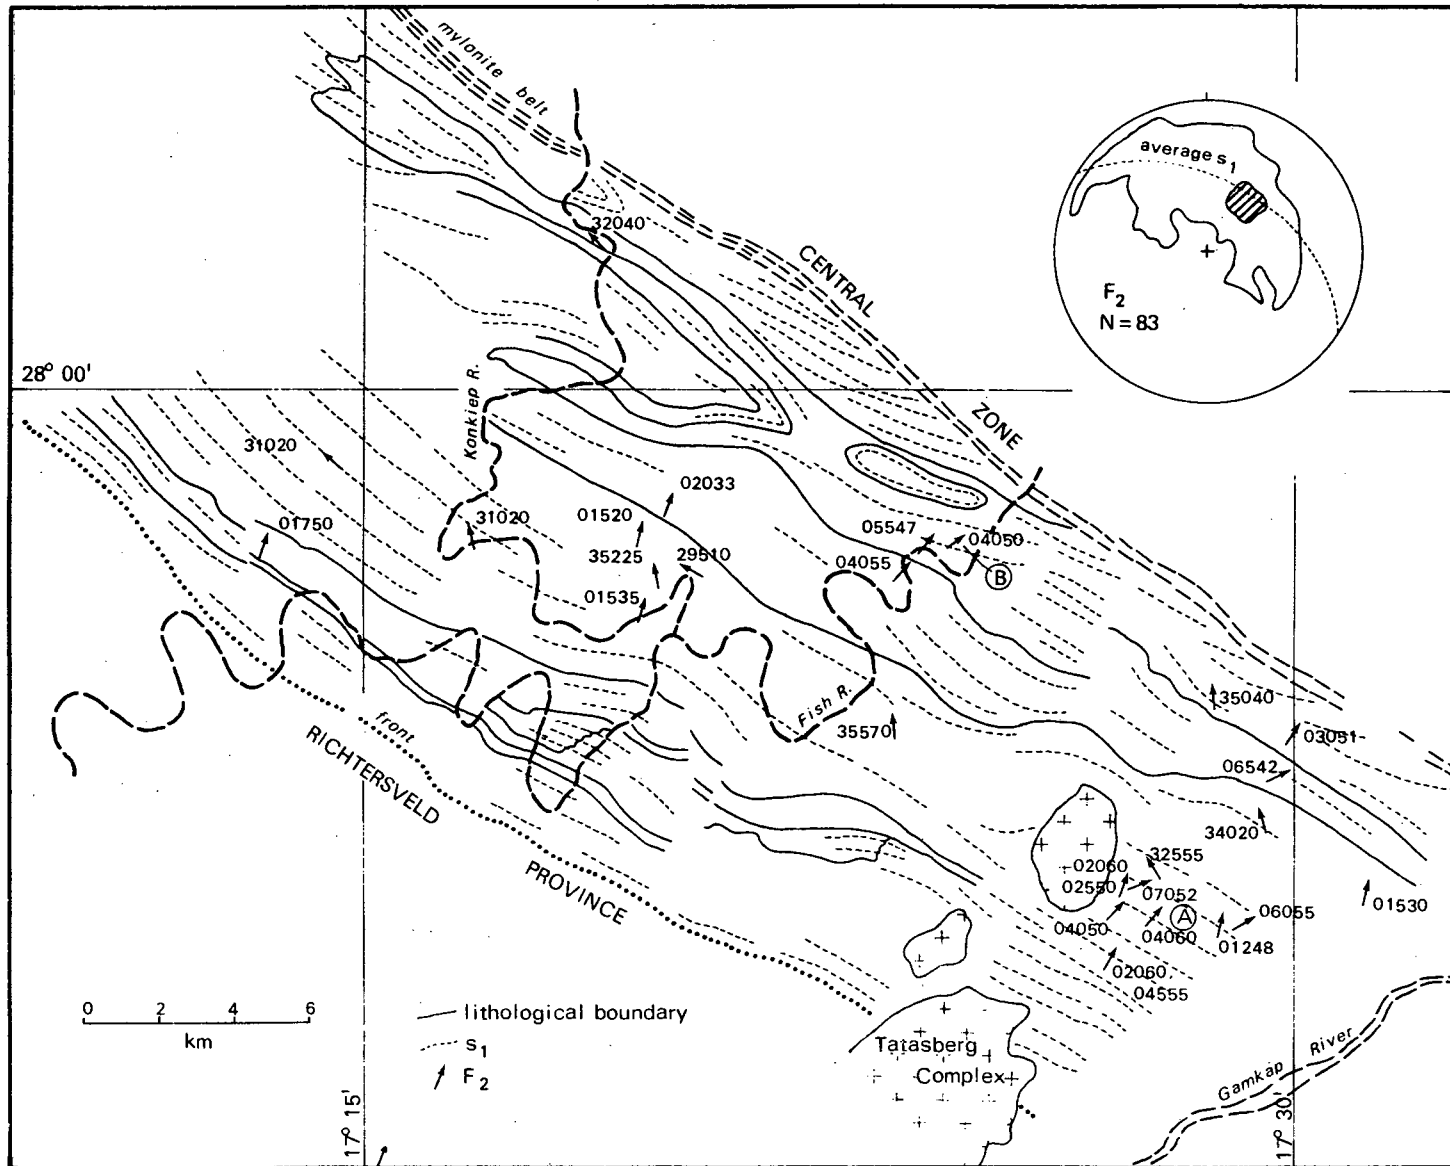 mylonite
belt
average s1
32040
CENTRAL
F2
N = 83
28° 00'
Konkiep R.
ZONE
31020
02033
01750
31020
01520
05547
04050
35225
29510
04055
B
01535
Fish R.
35040
front
35570
03051
RICHTERSVELD
06542
34020
32555
02060
02550
07052
PROVINCE
A
06055
01530
04050
04060
01248
02060
04555
0 2 4 6
km
lithological boundary
s1
F2
Tatasberg
Complex
Gamkap River
17° 15'
17° 30'